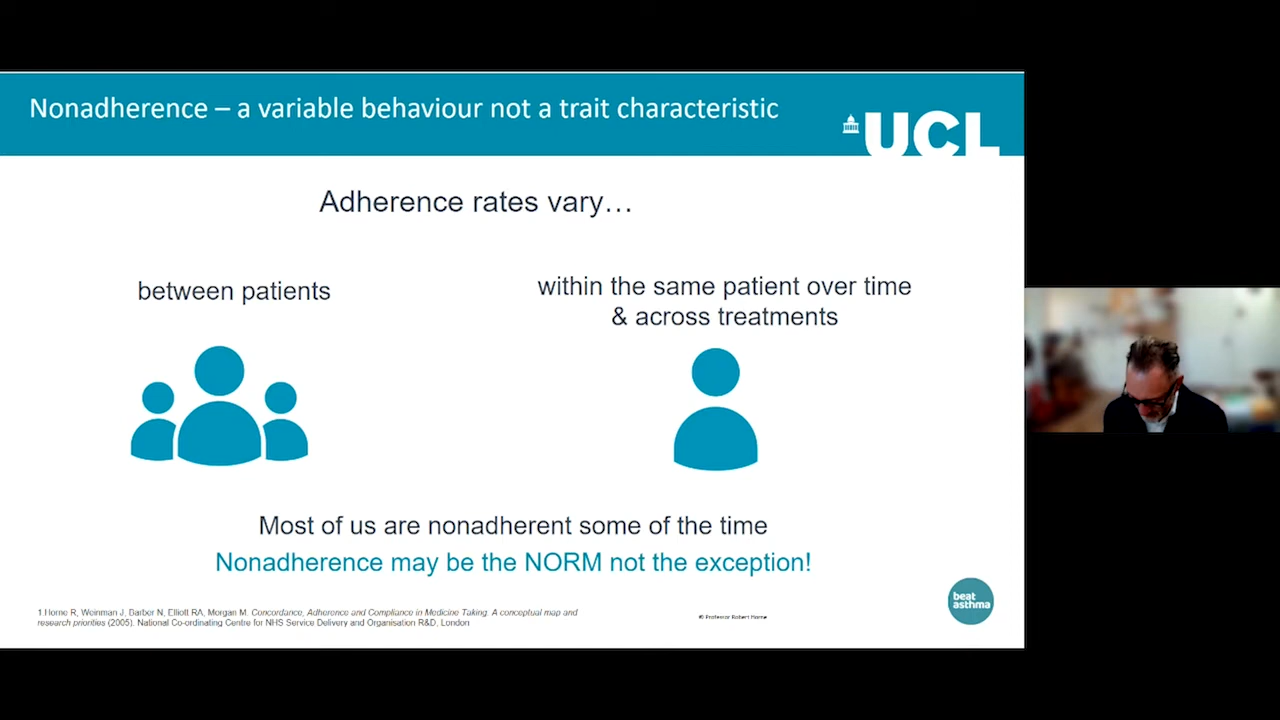 Nonadherence – a variable behaviour not a trait characteristic
UCL
Adherence rates vary…
between patients
within the same patient over time
& across treatments
Most of us are nonadherent some of the time
Nonadherence may be the NORM not the exception!
1.Horne R, Weinman J, Barber N, Elliott RA, Morgan M. Concordance, Adherence and Compliance in Medicine Taking: A conceptual map and
research priorities (2005). National Co-ordinating Centre for NHS Service Delivery and Organisation R&D, London
© Professor Robert Horne
beat
asthma